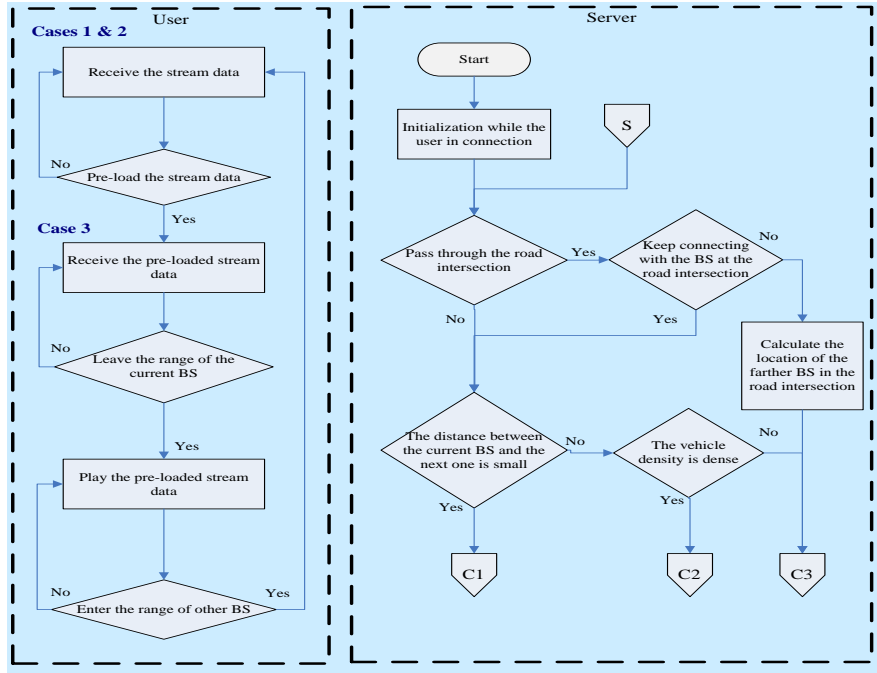 User
Cases 1 & 2
Receive the stream data
No
Pre-load the stream data
Yes
Case 3
Receive the pre-loaded stream
data
No
Leave the range of the
current BS
Yes
Play the pre-loaded stream
data
No
Yes
Enter the range of other BS
Server
Start
Initialization while the
user in connection
S
Pass through the road
intersection
Yes
Keep connecting
with the BS at the
road intersection
No
No
Yes
Calculate the
location of the
farther BS in the
road intersection
The distance between
the current BS and the
next one is small
No
The vehicle
density is dense
No
Yes
Yes
C1
C2
C3